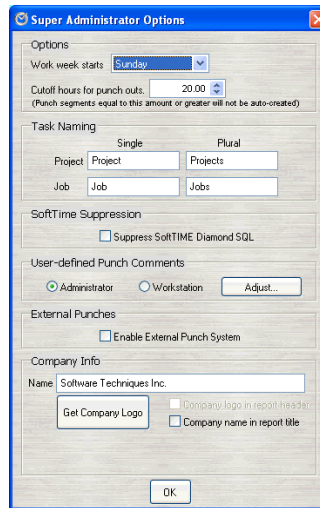 Super Administrator Options
Options
Work week starts Sunday
Cutoff hours for punch outs. 20.00
(Punch segments equal to this amount or greater will not be auto-created)
Task Naming
Single Plural
Project Project Projects
Job Job Jobs
SoftTime Suppression
Suppress SoftTIME Diamond SQL
User-defined Punch Comments
Administrator Workstation Adjust...
External Punches
Enable External Punch System
Company Info
Name Software Techniques Inc.
Get Company Logo Company logo in report header
Company name in report title
OK